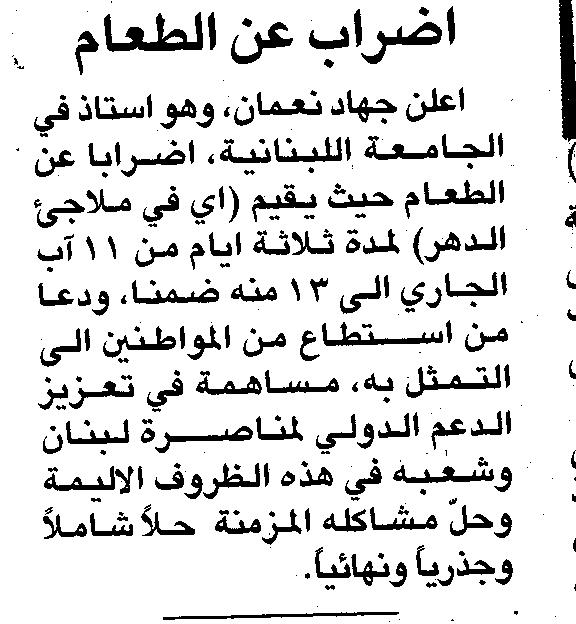 اضراب عن الطعام
اعلن جهاد نعمان، وهو استاذ في
الجامعة اللبنانية، اضرابا عن
الطعام حيث يقيم (اي في ملاجئ
الدهر) لمدة ثلاثة ايام من ١١ آب
الجاري الى ١٣ منه ضمنا، ودعا
من استطاع من المواطنين الى
التمثل به، مساهمة في تعزيز
الدعم الدولي لمناصرة لبنان
وشعبه في هذه الظروف الاليمة
وحلّ مشاكله المزمنة حلاً شاملاً
وجذرياً ونهائياً.